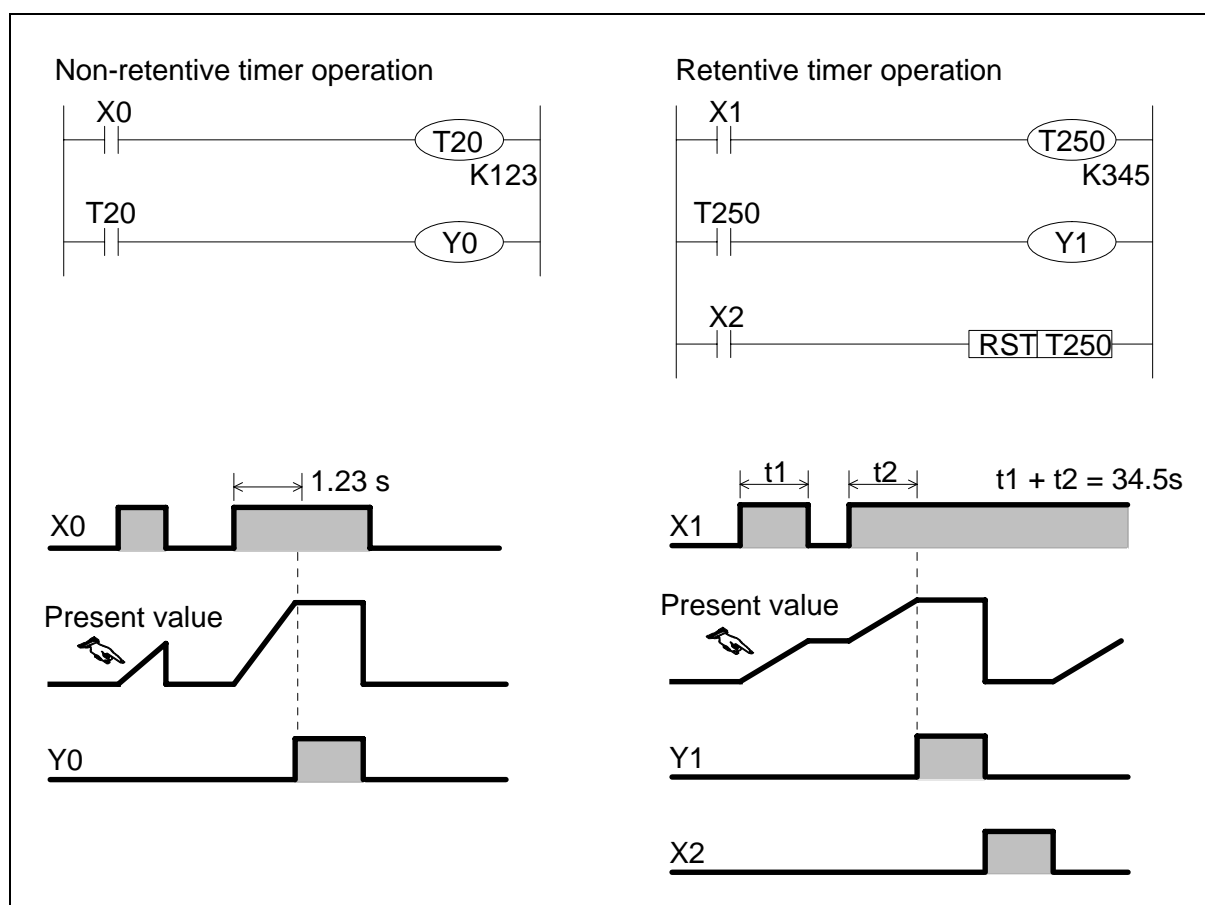 Non-retentive timer operation
X0
T20
K123
T20
Y0
1.23 s
X0
Present value
Y0
Retentive timer operation
X1
T250
K345
T250
Y1
X2
RST T250
t1
t2
t1 + t2 = 34.5s
X1
Present value
Y1
X2